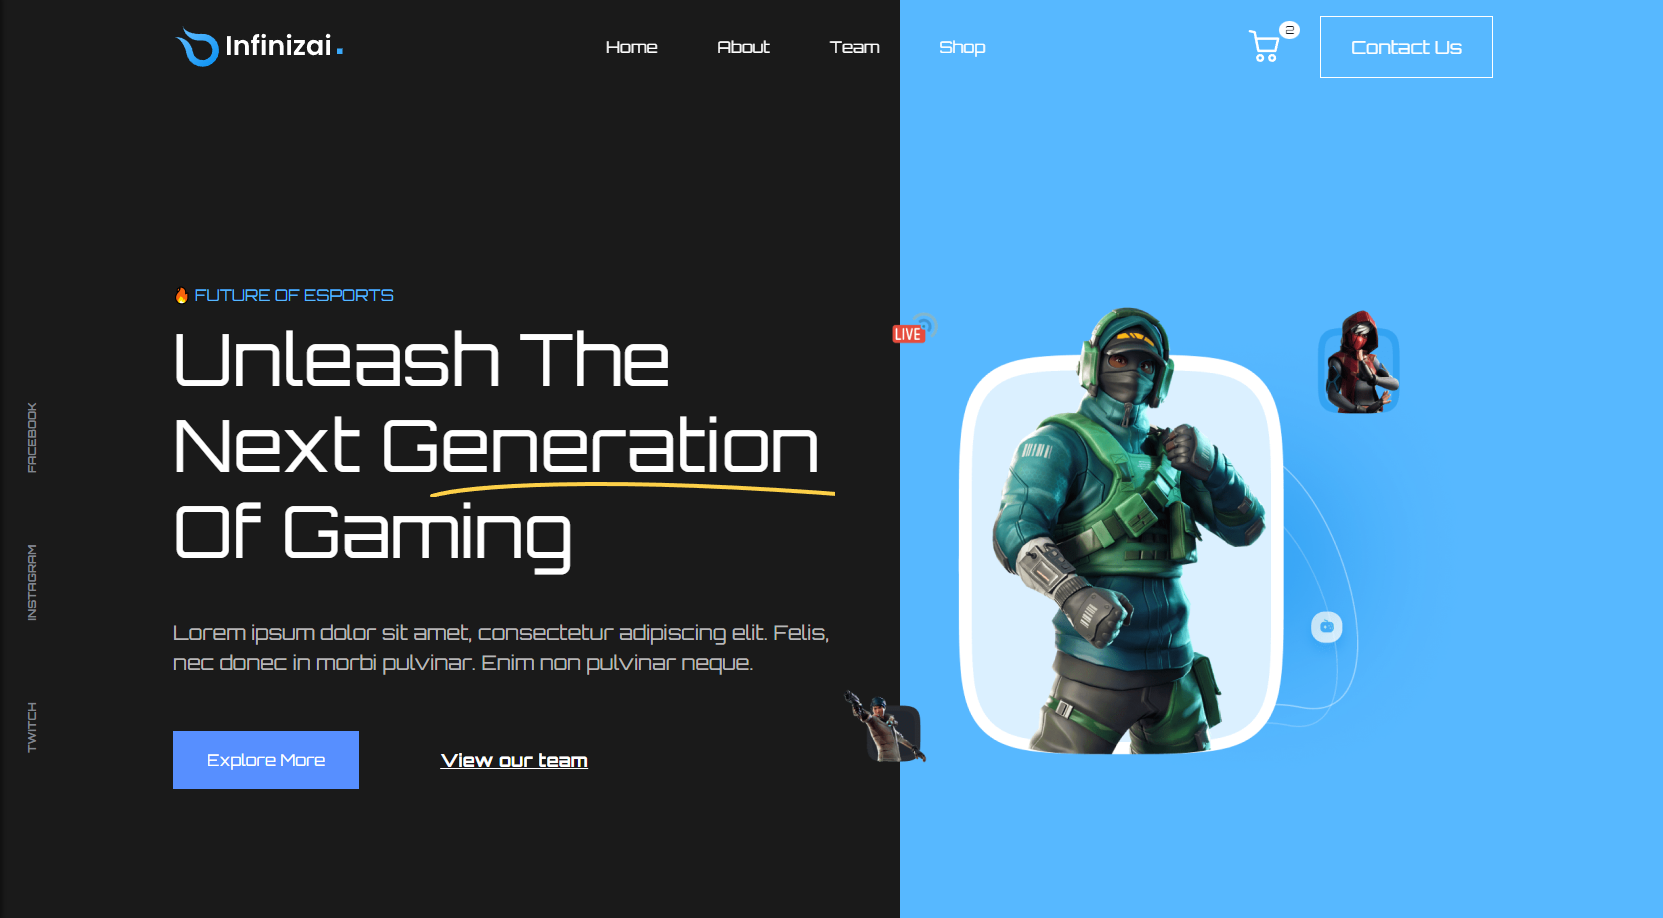 Infinizai.
Home
About
Team
Shop
2
Contact Us
🔥 FUTURE OF ESPORTS
Unleash The
Next Generation
Of Gaming
LIVE
FACEBOOK
INSTAGRAM
TWITCH
Lorem ipsum dolor sit amet, consectetur adipiscing elit. Felis,
nec donec in morbi pulvinar. Enim non pulvinar neque.
Explore More
View our team